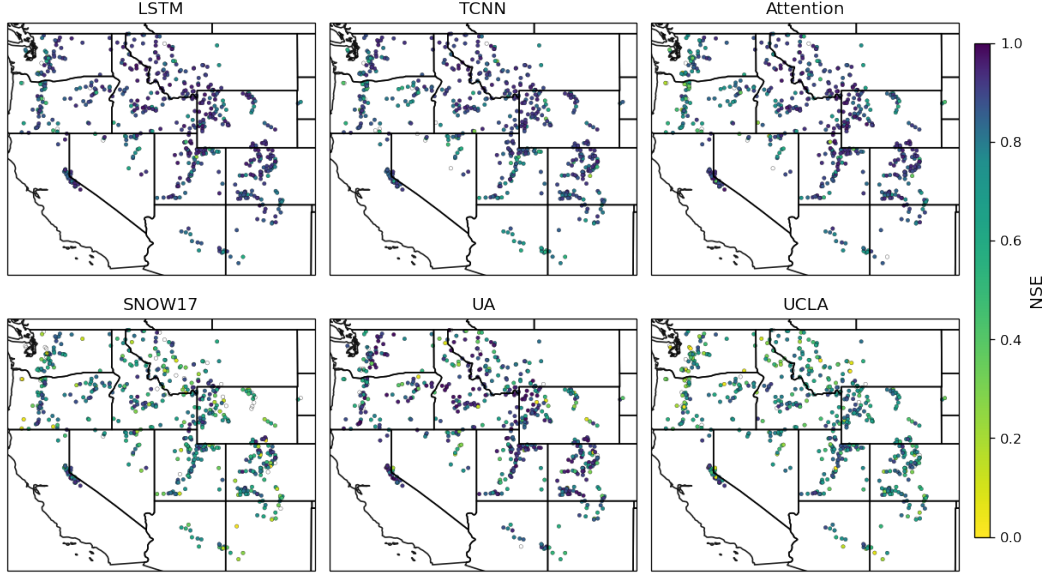 LSTM
TCNN
Attention
SNOW17
UA
UCLA
1.0
0.8
0.6
0.4
0.2
0.0
NSE